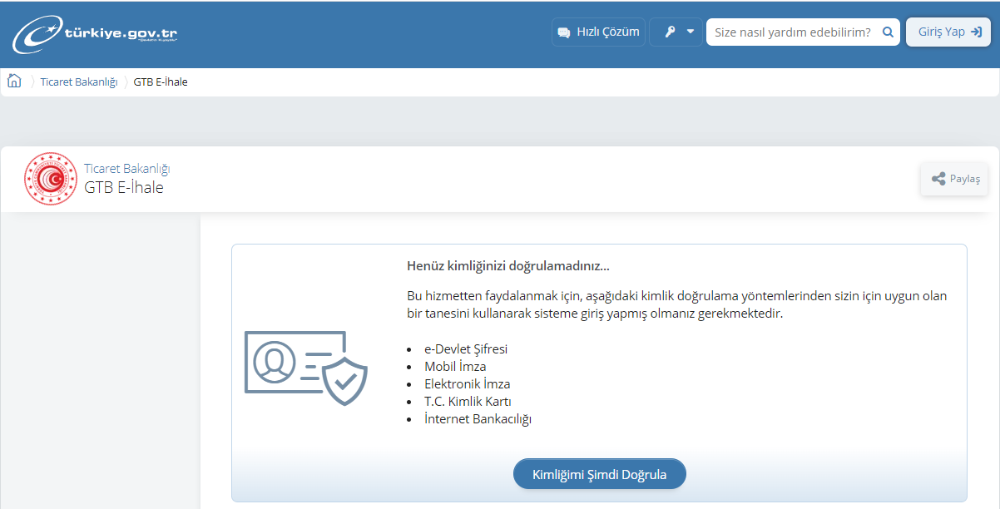 türkiye.gov.tr
Hızlı Çözüm
Size nasıl yardım edebilirim?
Giriş Yap
Ticaret Bakanlığı
GTB E-İhale
Ticaret Bakanlığı
GTB E-İhale
Paylaş
Henüz kimliğinizi doğrulamadınız...
Bu hizmetten faydalanmak için, aşağıdaki kimlik doğrulama yöntemlerinden sizin için uygun olan
bir tanesini kullanarak sisteme giriş yapmış olmanız gerekmektedir.
e-Devlet Şifresi
Mobil İmza
Elektronik İmza
T.C. Kimlik Kartı
İnternet Bankacılığı
Kimliğimi Şimdi Doğrula